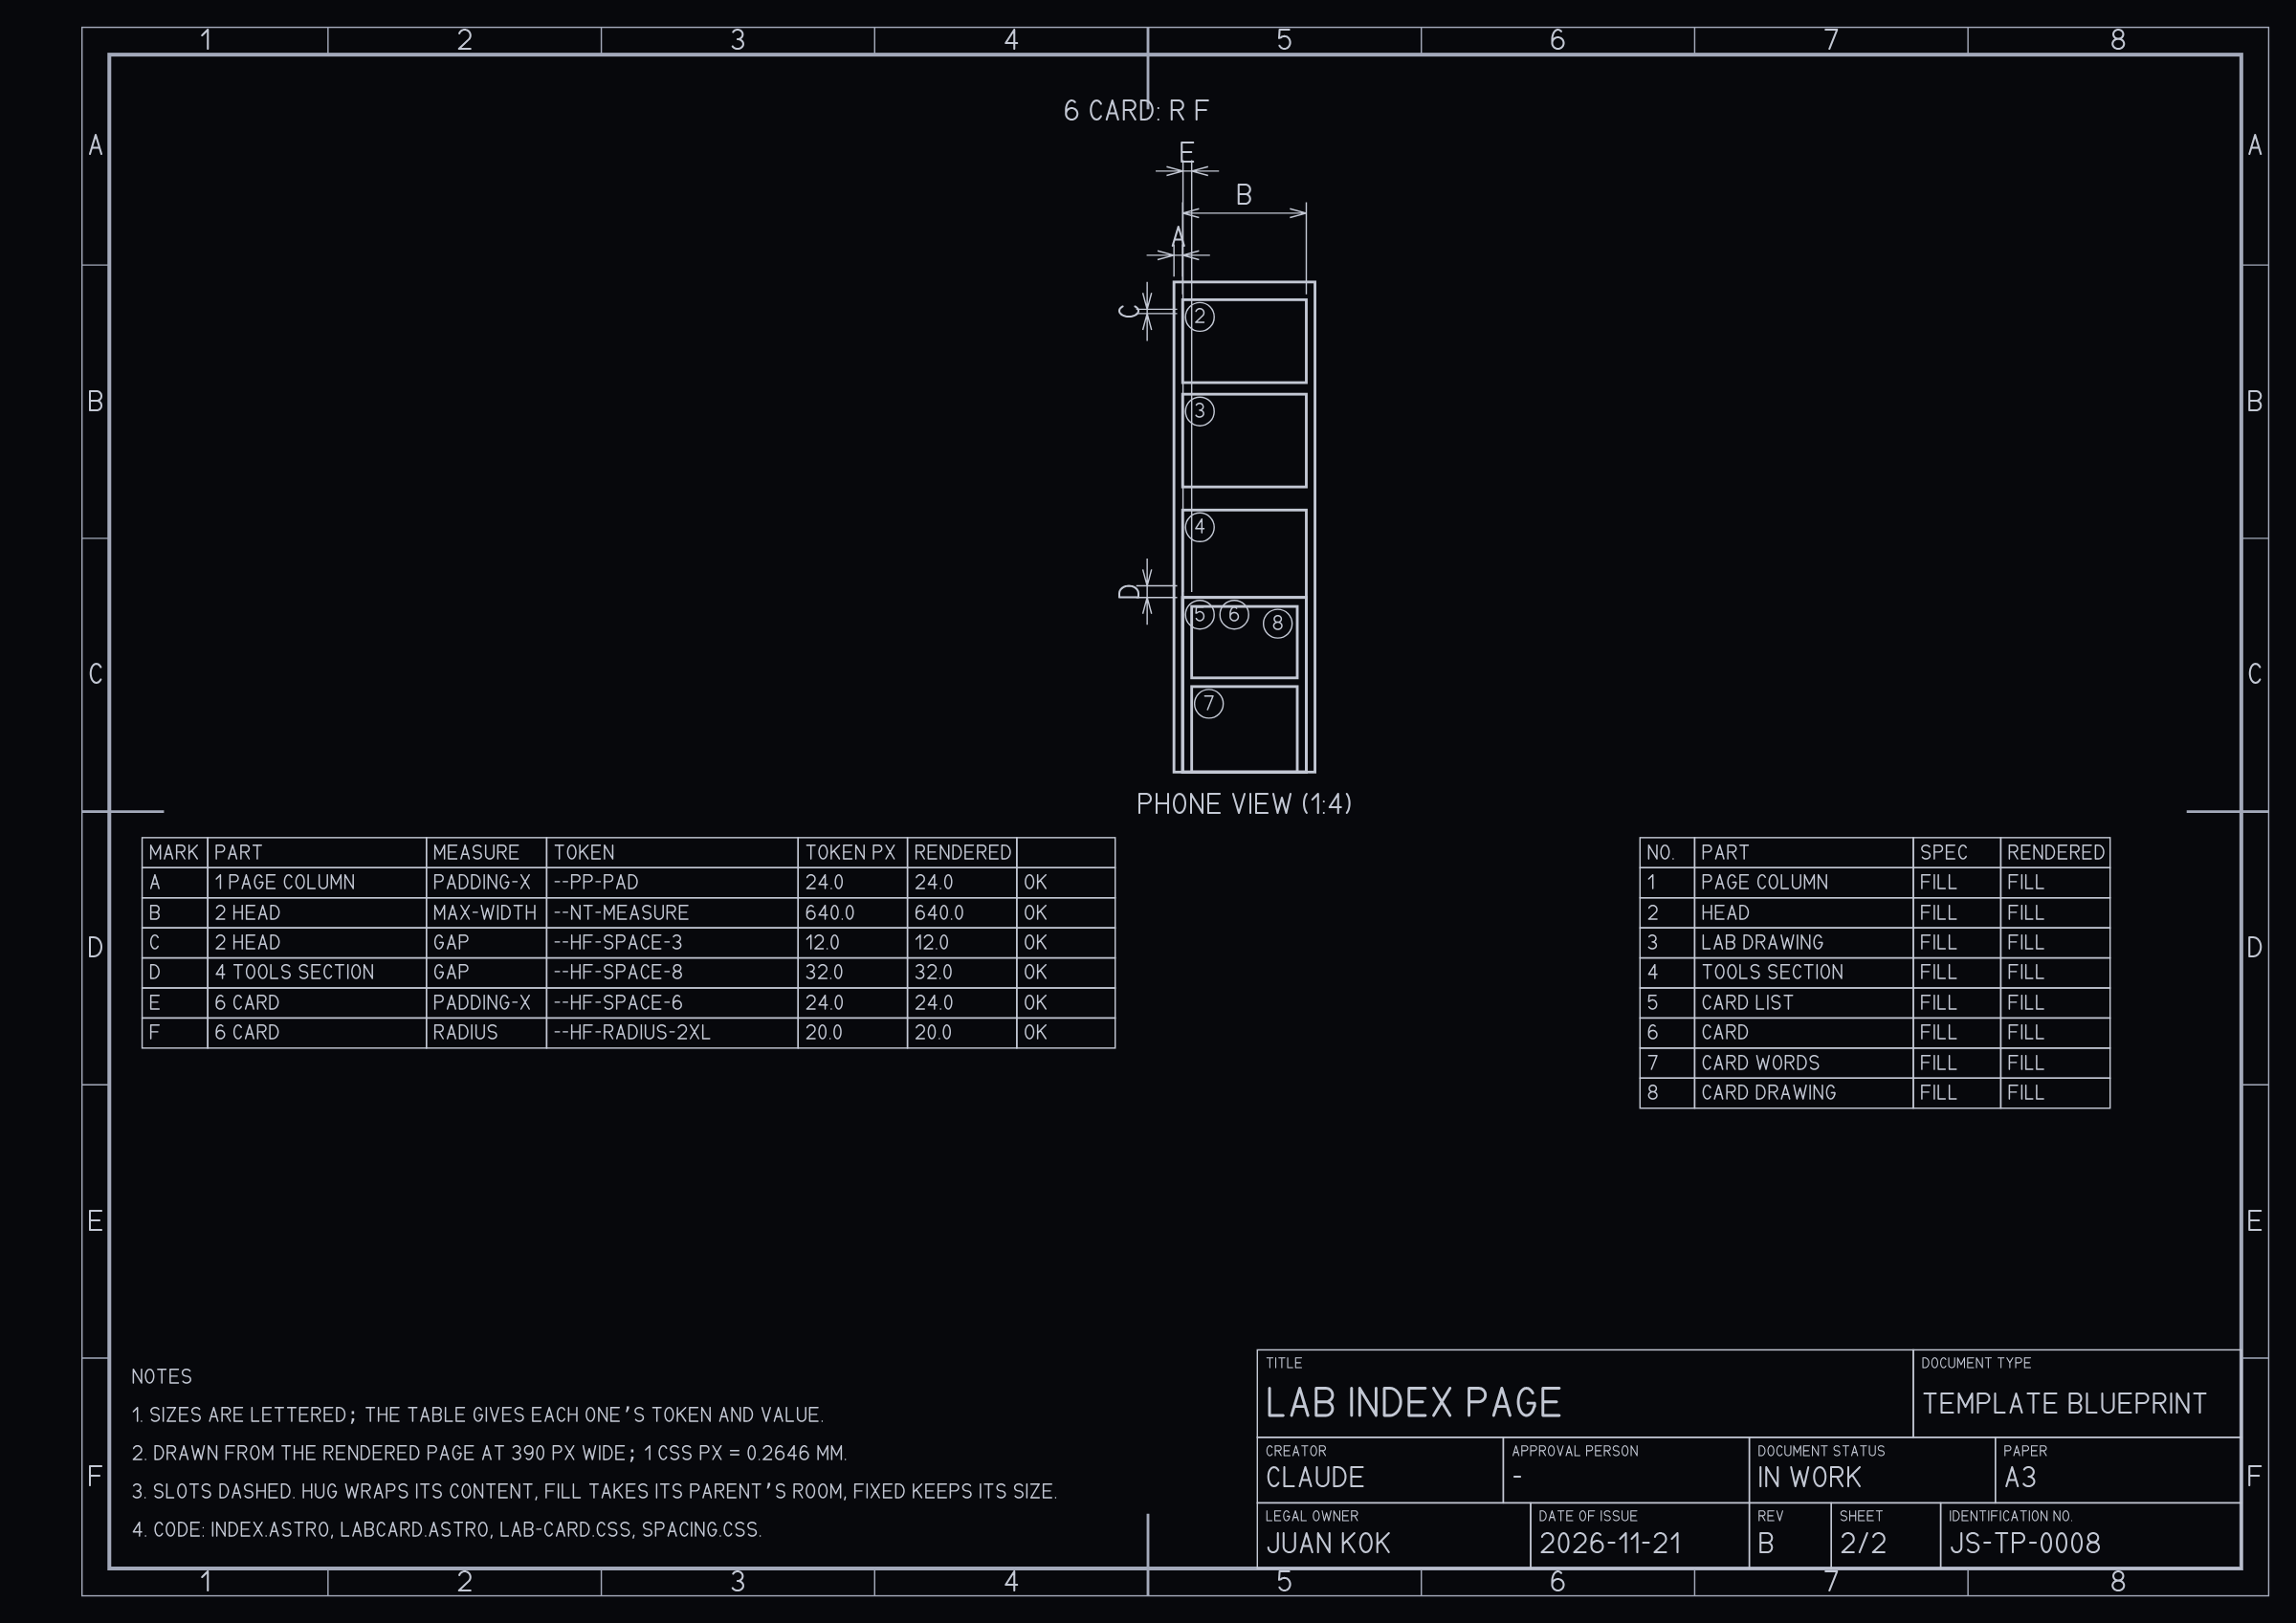 1 2 3 4 5 6 7 8
6 CARD: R F
A E A
B
A
C 2
B 3 B
4
D
5 6 8
C 7 C
PHONE VIEW (1:4)
MARK PART MEASURE TOKEN TOKEN PX RENDERED
A 1 PAGE COLUMN PADDING-X --PP-PAD 24.0 24.0 OK
B 2 HEAD MAX-WIDTH --NT-MEASURE 640.0 640.0 OK
C 2 HEAD GAP --HF-SPACE-3 12.0 12.0 OK
D 4 TOOLS SECTION GAP --HF-SPACE-8 32.0 32.0 OK
E 6 CARD PADDING-X --HF-SPACE-6 24.0 24.0 OK
F 6 CARD RADIUS --HF-RADIUS-2XL 20.0 20.0 OK
NO. PART SPEC RENDERED
1 PAGE COLUMN FILL FILL
2 HEAD FILL FILL
3 LAB DRAWING FILL FILL
4 TOOLS SECTION FILL FILL
5 CARD LIST FILL FILL
6 CARD FILL FILL
7 CARD WORDS FILL FILL
8 CARD DRAWING FILL FILL
D D
E E
NOTES
1. SIZES ARE LETTERED; THE TABLE GIVES EACH ONE'S TOKEN AND VALUE.
2. DRAWN FROM THE RENDERED PAGE AT 390 PX WIDE; 1 CSS PX = 0.2646 MM.
3. SLOTS DASHED. HUG WRAPS ITS CONTENT, FILL TAKES ITS PARENT'S ROOM, FIXED KEEPS ITS SIZE.
4. CODE: INDEX.ASTRO, LABCARD.ASTRO, LAB-CARD.CSS, SPACING.CSS.
TITLE DOCUMENT TYPE
LAB INDEX PAGE TEMPLATE BLUEPRINT
CREATOR APPROVAL PERSON DOCUMENT STATUS PAPER
CLAUDE - IN WORK A3
LEGAL OWNER DATE OF ISSUE REV SHEET IDENTIFICATION NO.
JUAN KOK 2026-11-21 B 2/2 JS-TP-0008
F F
1 2 3 4 5 6 7 8